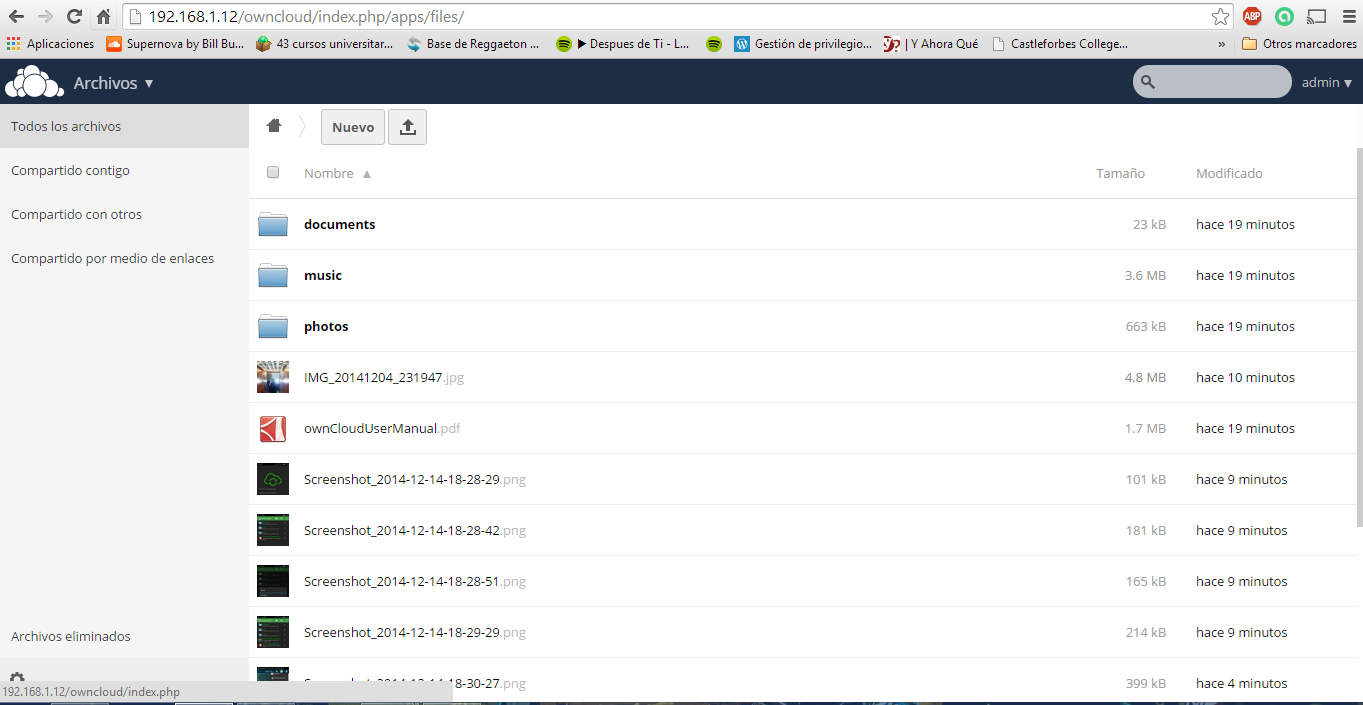 192.168.1.12/owncloud/index.php/apps/files/
ABP
Aplicaciones Supernova by Bill Bu... 43 cursos universitar... Base de Reggaeton ... ▶ Despues de Ti - L... Gestión de privilegio... | Y Ahora Qué Castleforbes College... » Otros marcadores
Archivos ▼ admin ▼
Todos los archivos
Compartido contigo
Compartido con otros
Compartido por medio de enlaces
Archivos eliminados
Nuevo
Nombre ▲ Tamaño Modificado
documents 23 kB hace 19 minutos
music 3.6 MB hace 19 minutos
photos 663 kB hace 19 minutos
IMG_20141204_231947.jpg 4.8 MB hace 10 minutos
ownCloudUserManual.pdf 1.7 MB hace 19 minutos
Screenshot_2014-12-14-18-28-29.png 101 kB hace 9 minutos
Screenshot_2014-12-14-18-28-42.png 181 kB hace 9 minutos
Screenshot_2014-12-14-18-28-51.png 165 kB hace 9 minutos
Screenshot_2014-12-14-18-29-29.png 214 kB hace 9 minutos
Screenshot_2014-12-14-18-30-27.png 399 kB hace 4 minutos
192.168.1.12/owncloud/index.php